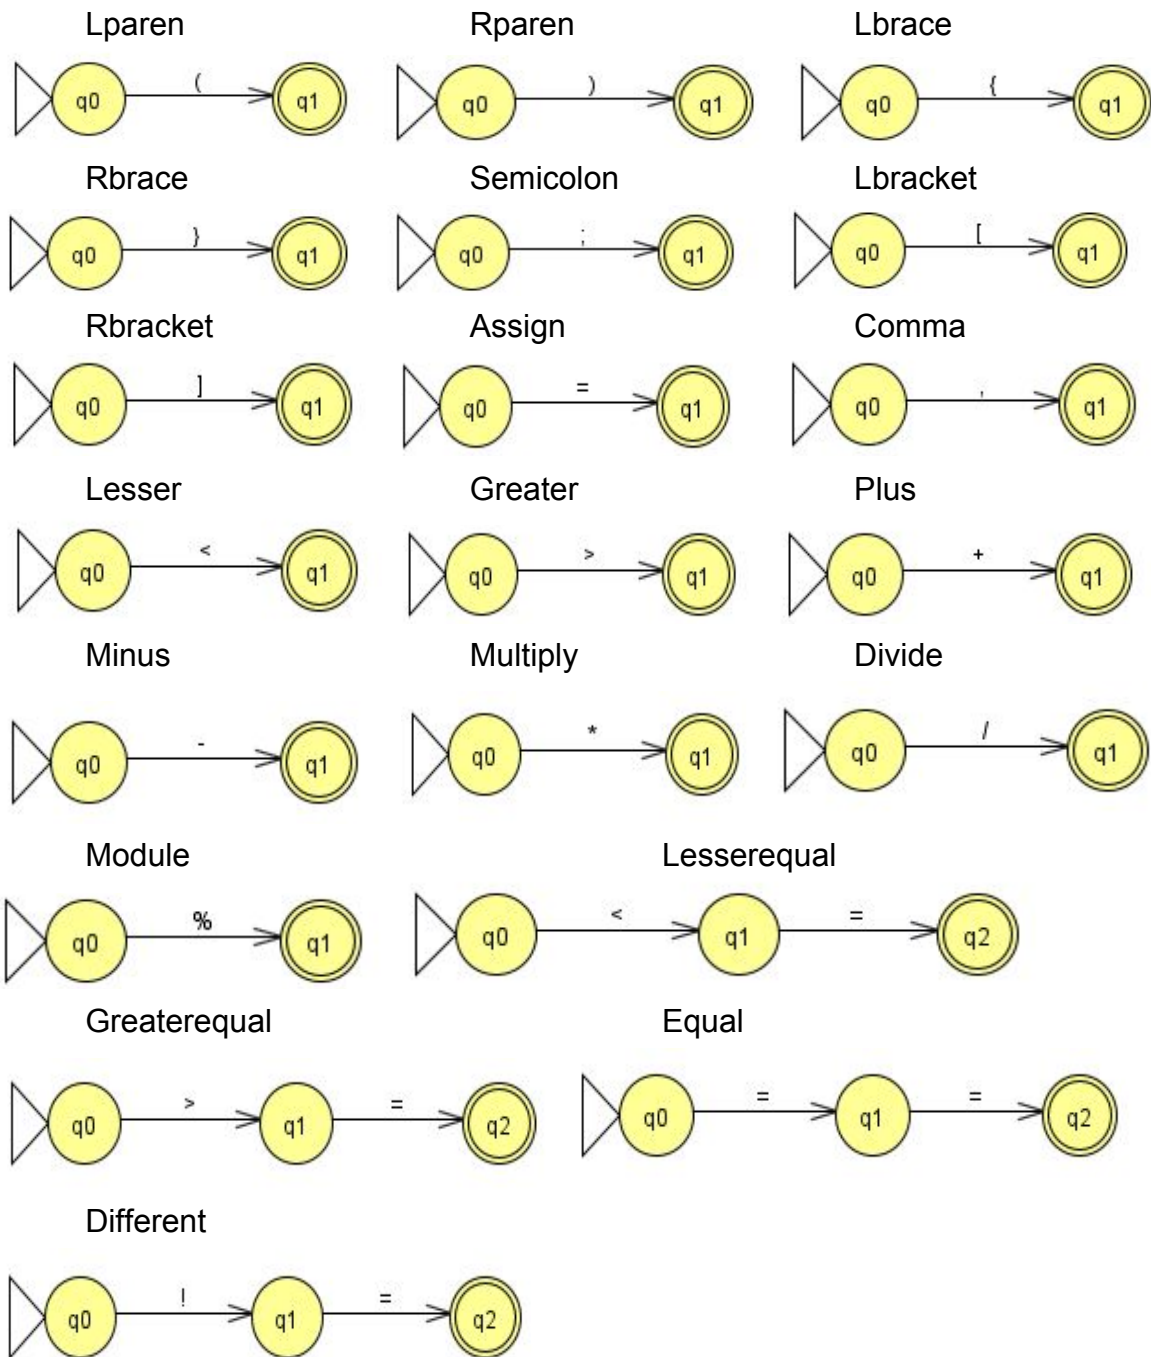 Lparen Rparen Lbrace
q0 ( q1 q0 ) q1 q0 { q1
Rbrace Semicolon Lbracket
q0 } q1 q0 ; q1 q0 [ q1
Rbracket Assign Comma
q0 ] q1 q0 = q1 q0 , q1
Lesser Greater Plus
q0 < q1 q0 > q1 q0 + q1
Minus Multiply Divide
q0 - q1 q0 * q1 q0 / q1
Module Lesserequal
q0 % q1 q0 < q1 = q2
Greaterequal Equal
q0 > q1 = q2 q0 = q1 = q2
Different
q0 ! q1 = q2